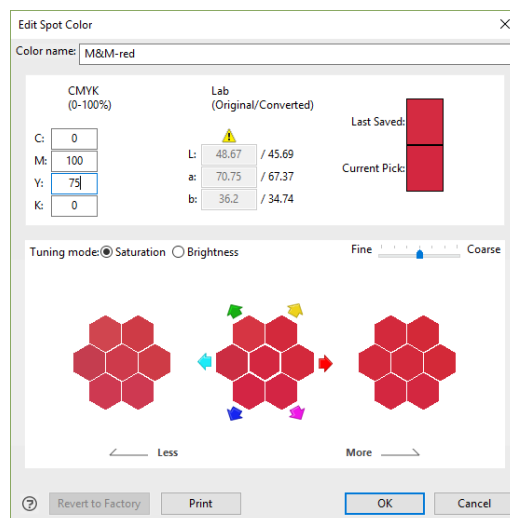 Edit Spot Color
Color name: M&M-red
CMYK
(0-100%)
Lab
(Original/Converted)
C: 0
M: 100
Y: 75
K: 0
L: 48.67 / 45.69
a: 70.75 / 67.37
b: 36.2 / 34.74
Last Saved:
Current Pick:
Tuning mode: Saturation Brightness
Fine Coarse
Less
More
? Revert to Factory Print OK Cancel